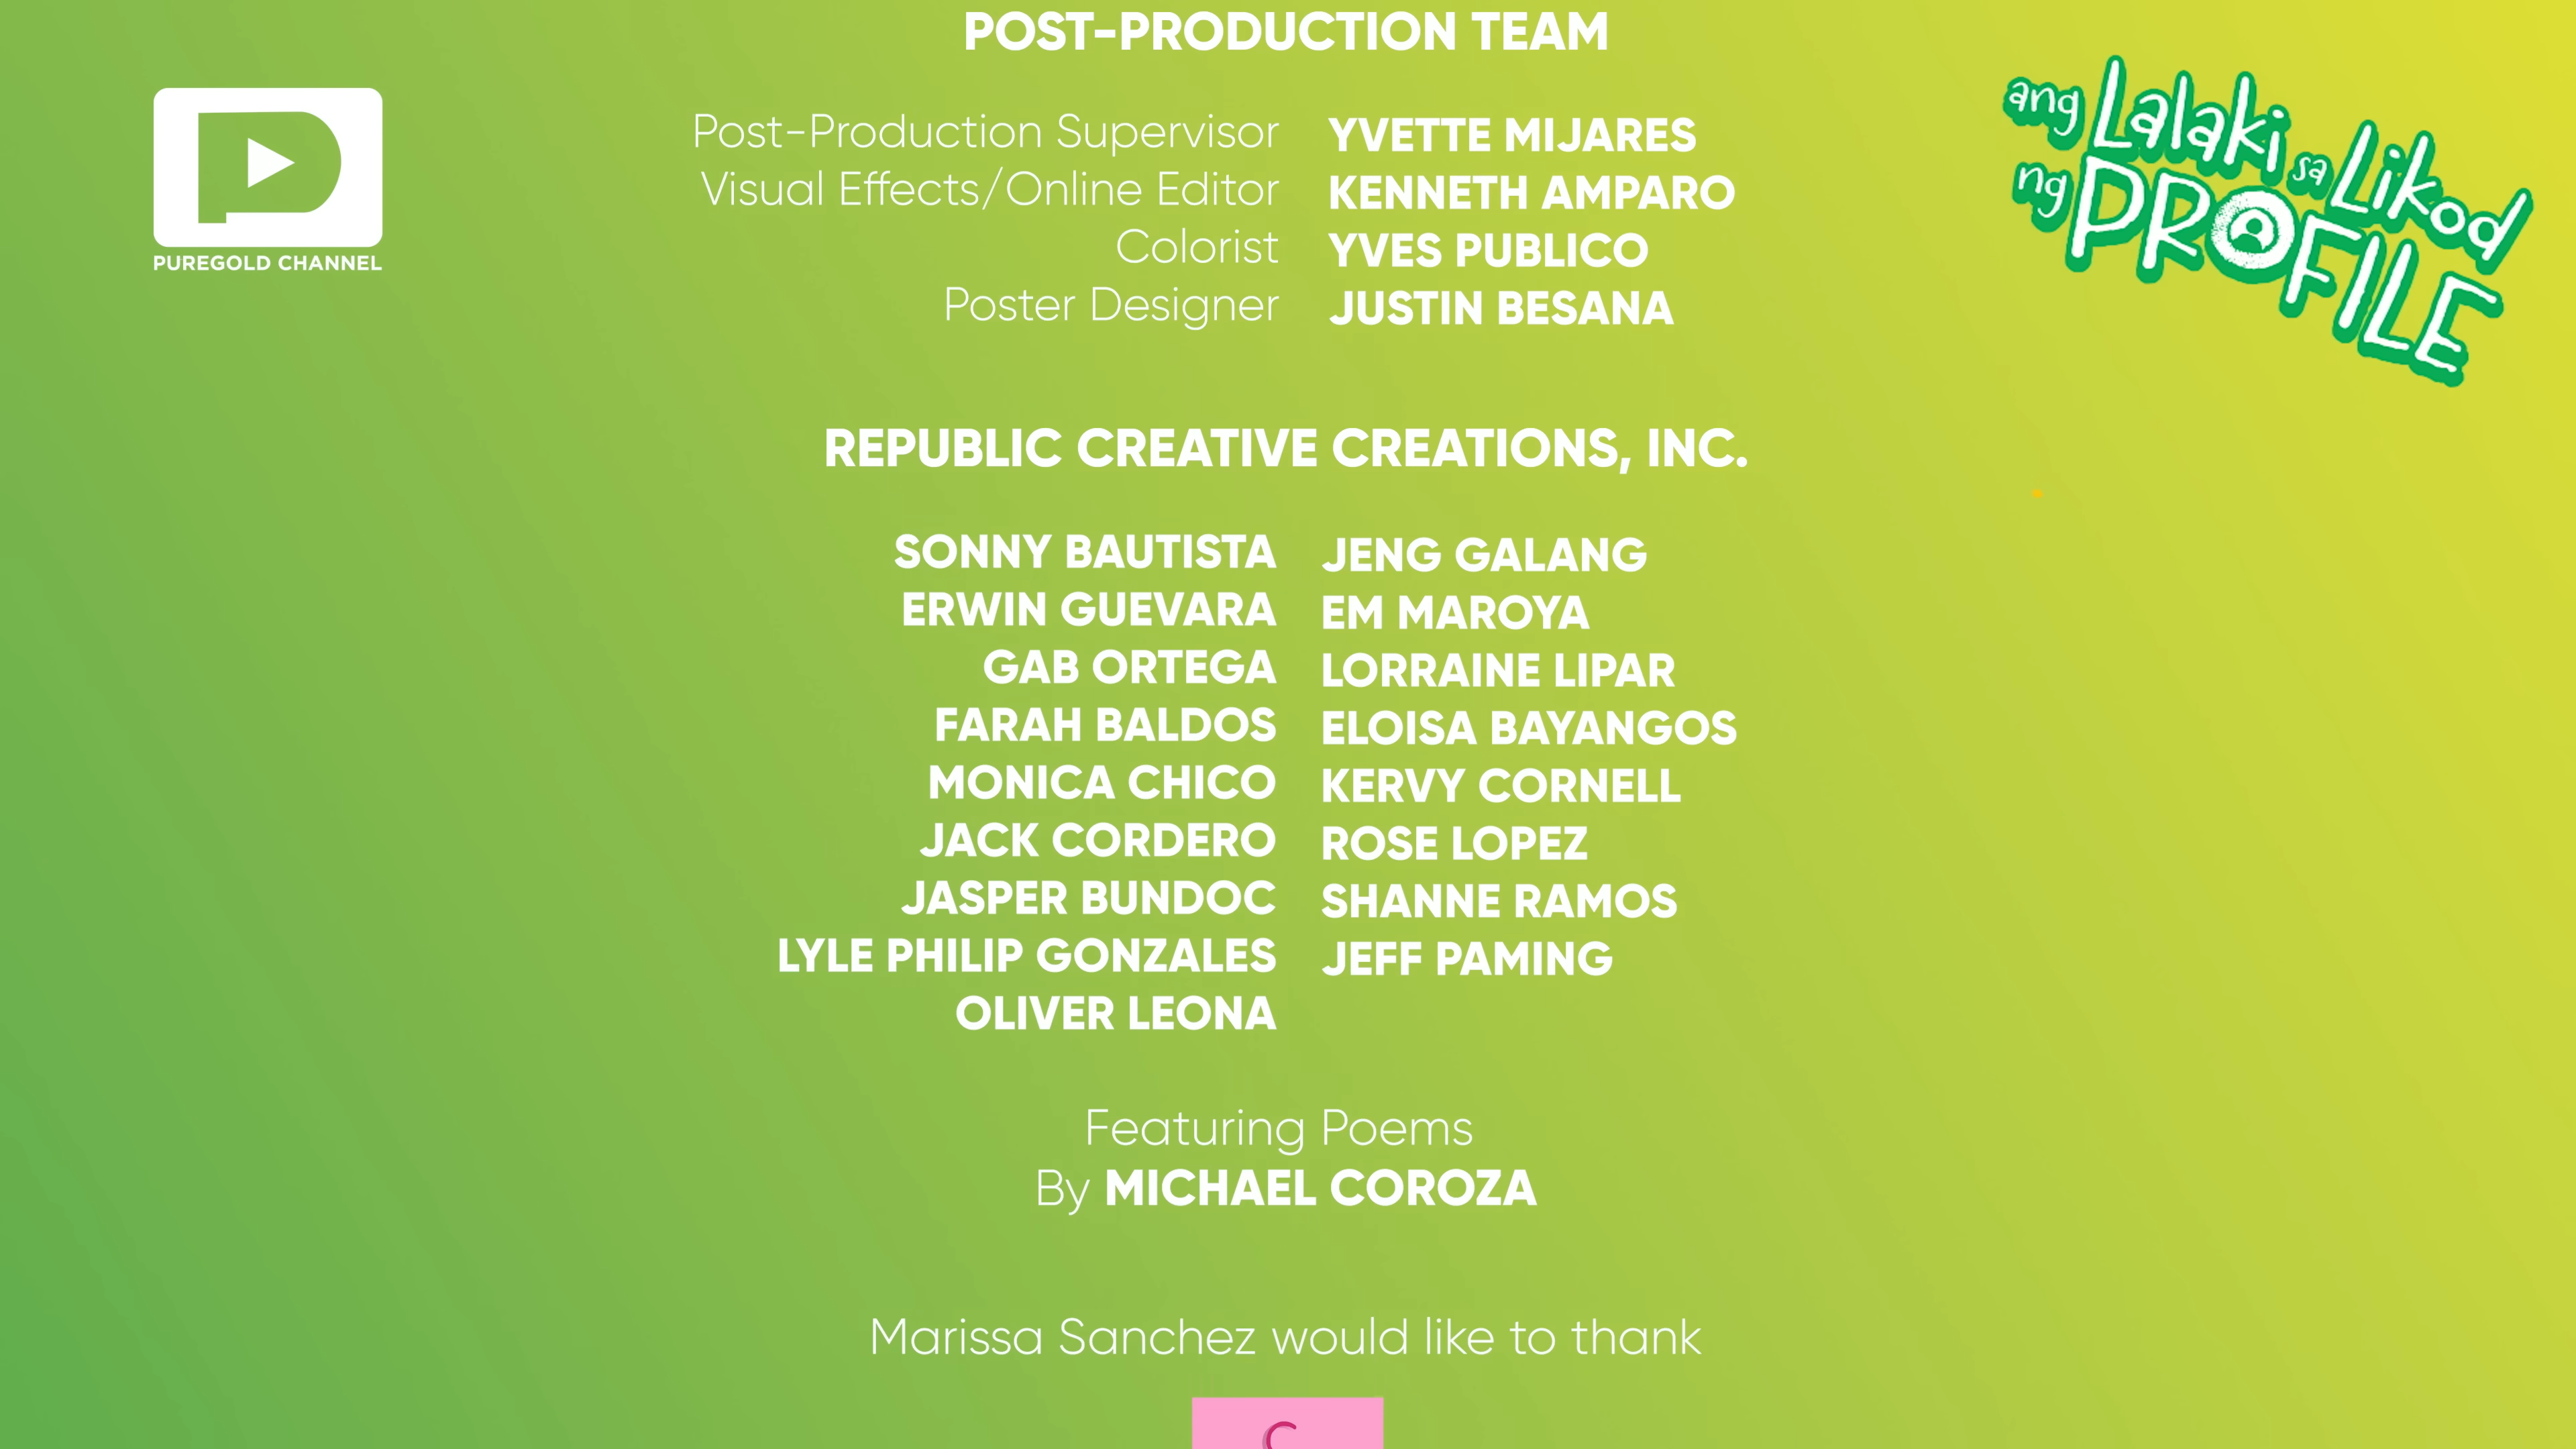 POST-PRODUCTION TEAM
PUREGOLD CHANNEL
ang Lalaki sa Likod
ng PROFILE
Post-Production Supervisor YVETTE MIJARES
Visual Effects/Online Editor KENNETH AMPARO
Colorist YVES PUBLICO
Poster Designer JUSTIN BESANA
REPUBLIC CREATIVE CREATIONS, INC.
SONNY BAUTISTA JENG GALANG
ERWIN GUEVARA EM MAROYA
GAB ORTEGA LORRAINE LIPAR
FARAH BALDOS ELOISA BAYANGOS
MONICA CHICO KERVY CORNELL
JACK CORDERO ROSE LOPEZ
JASPER BUNDOC SHANNE RAMOS
LYLE PHILIP GONZALES JEFF PAMING
OLIVER LEONA
Featuring Poems
By MICHAEL COROZA
Marissa Sanchez would like to thank